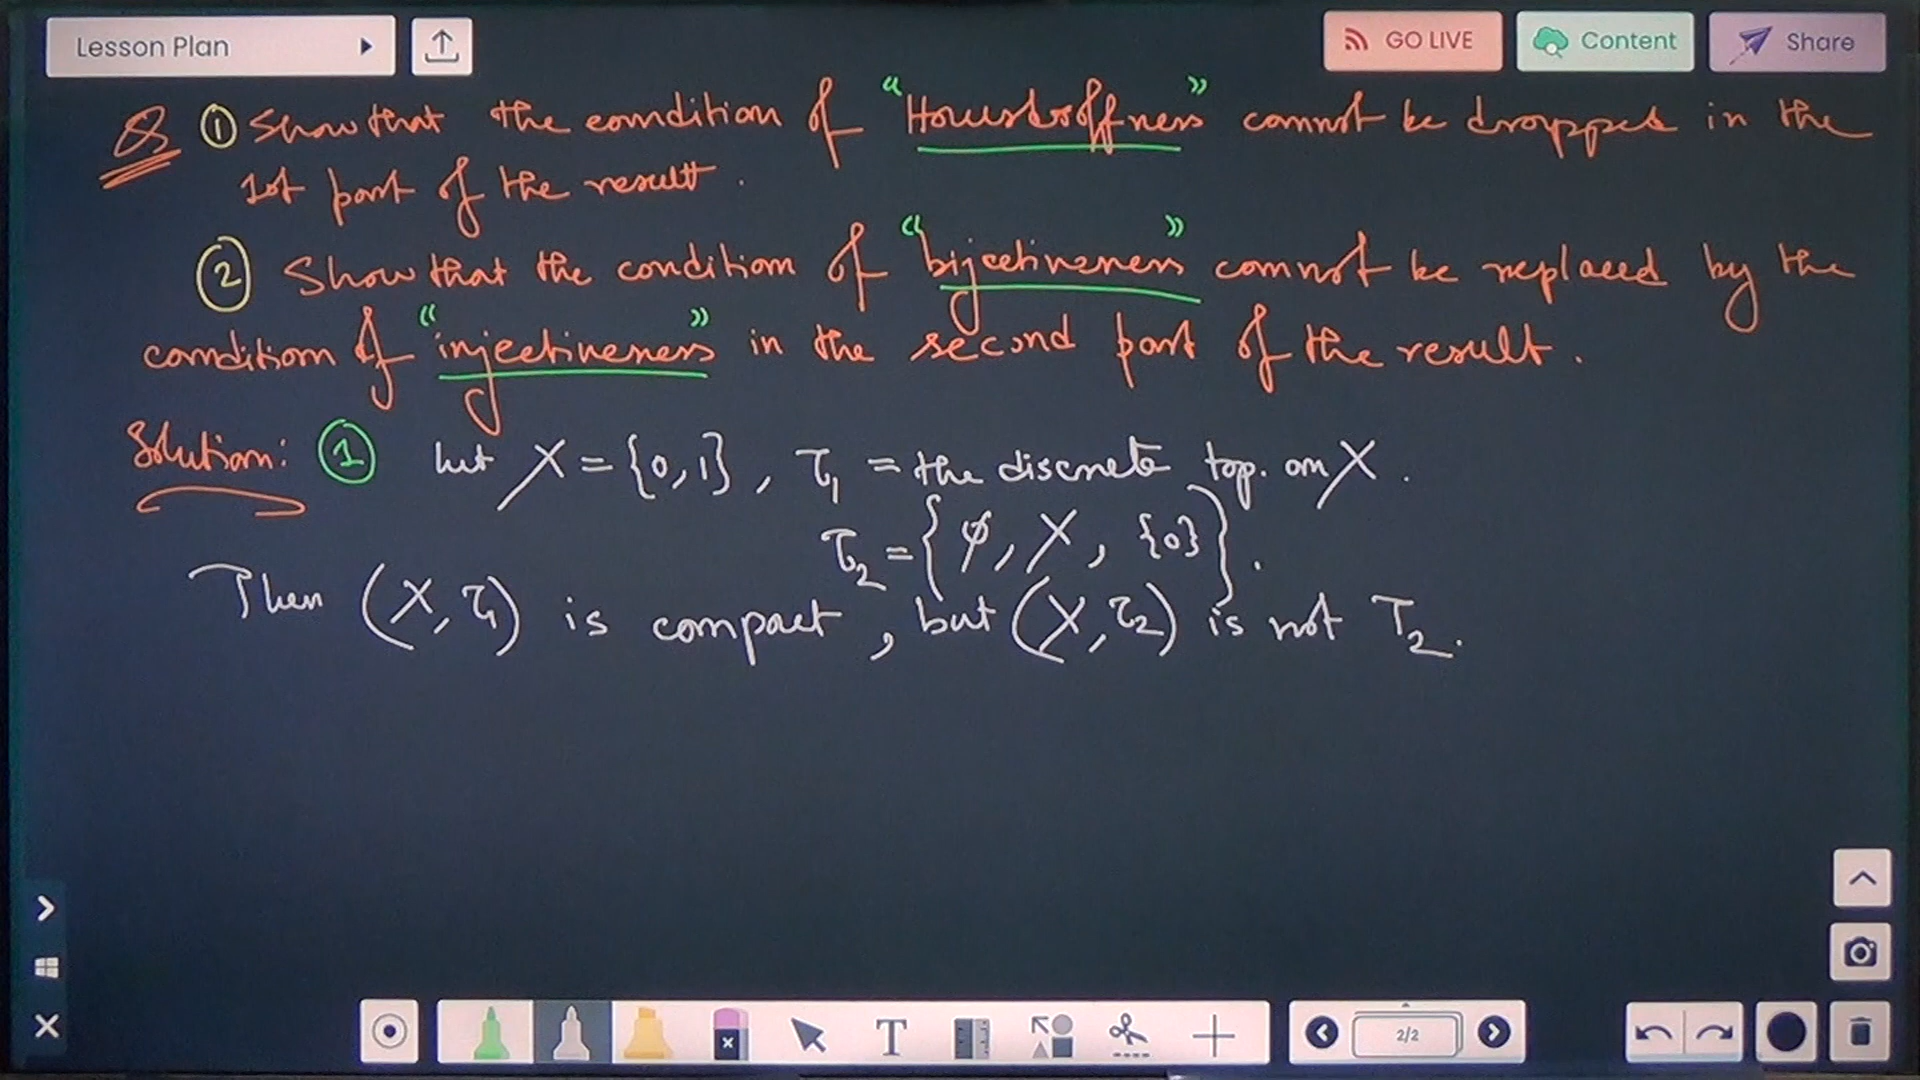 Lesson Plan
GO LIVE
Content
Share
Q ① Show that the condition of "Housdroffness" cannot be dropped in the
1st part of the result.
② Show that the condition of "bijectiveness" cannot be replaced by the
condition of "injectiveness" in the second part of the result.
Solution: ① Let X = {0,1}, τ₁ = the discrete top. on X.
τ₂ = {φ, X, {0}}.
Then (X, τ₁) is compact, but (X, τ₂) is not T₂.
T
2/2